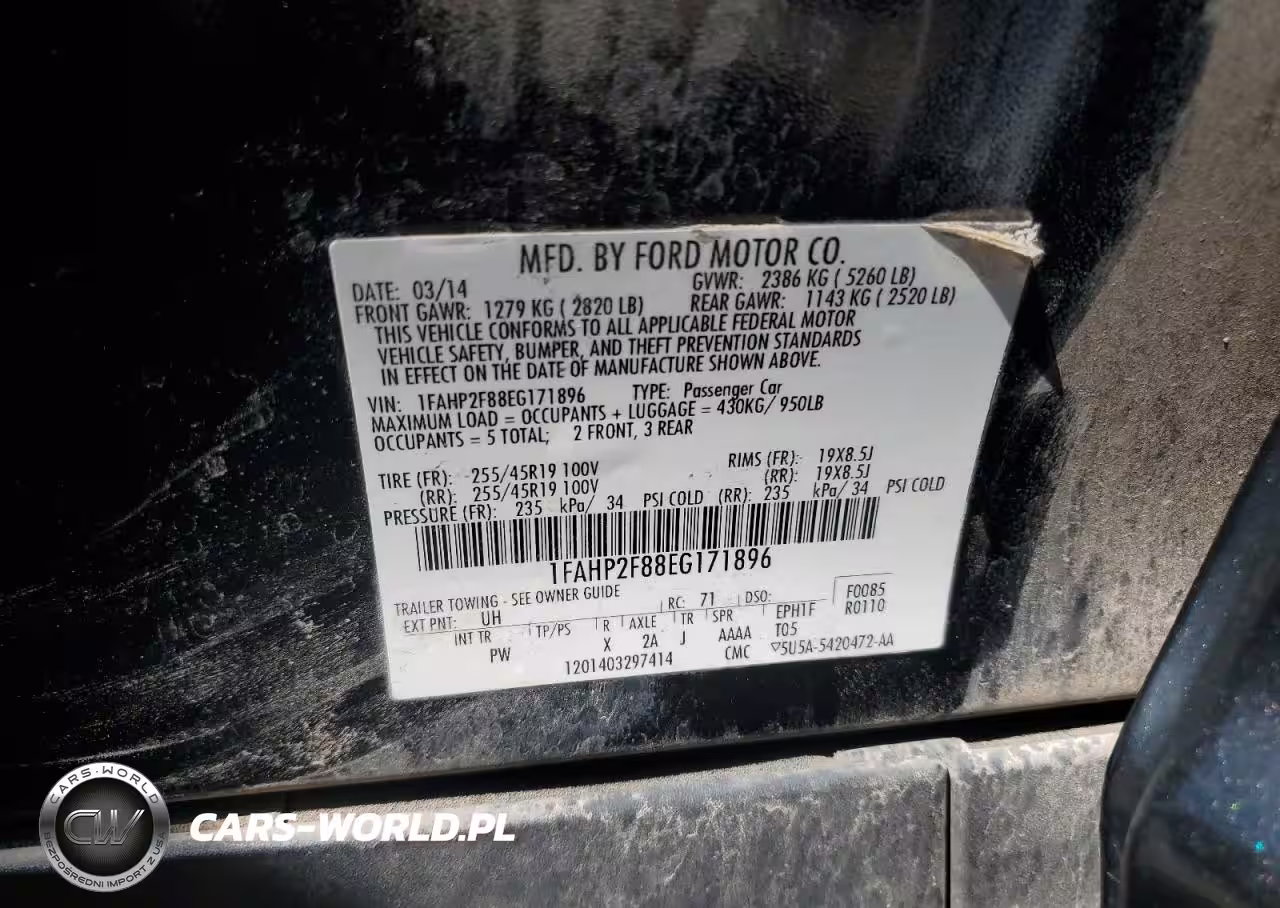 MFD. BY FORD MOTOR CO.
DATE: 03/14 GVWR: 2386 KG ( 5260 LB)
FRONT GAWR: 1279 KG ( 2820 LB) REAR GAWR: 1143 KG ( 2520 LB)
THIS VEHICLE CONFORMS TO ALL APPLICABLE FEDERAL MOTOR
VEHICLE SAFETY, BUMPER, AND THEFT PREVENTION STANDARDS
IN EFFECT ON THE DATE OF MANUFACTURE SHOWN ABOVE.
VIN: 1FAHP2F88EG171896 TYPE: Passenger Car
MAXIMUM LOAD = OCCUPANTS + LUGGAGE = 430KG/ 950LB
OCCUPANTS = 5 TOTAL; 2 FRONT, 3 REAR
TIRE (FR): 255/45R19 100V RIMS (FR): 19X8.5J
(RR): 255/45R19 100V (RR): 19X8.5J
PRESSURE (FR): 235 kPa/ 34 PSI COLD (RR): 235 kPa/ 34 PSI COLD
1FAHP2F88EG171896
TRAILER TOWING - SEE OWNER GUIDE
EXT PNT: UH RC: 71 DSO: F0085
INT TR TP/PS R AXLE TR SPR EPH1F R0110
PW X 2A J AAAA T05
1201403297414 CMC 5U5A-5420472-AA
CARS-WORLD
CW
BEZPOŚREDNI IMPORT Z USA
CARS-WORLD.PL